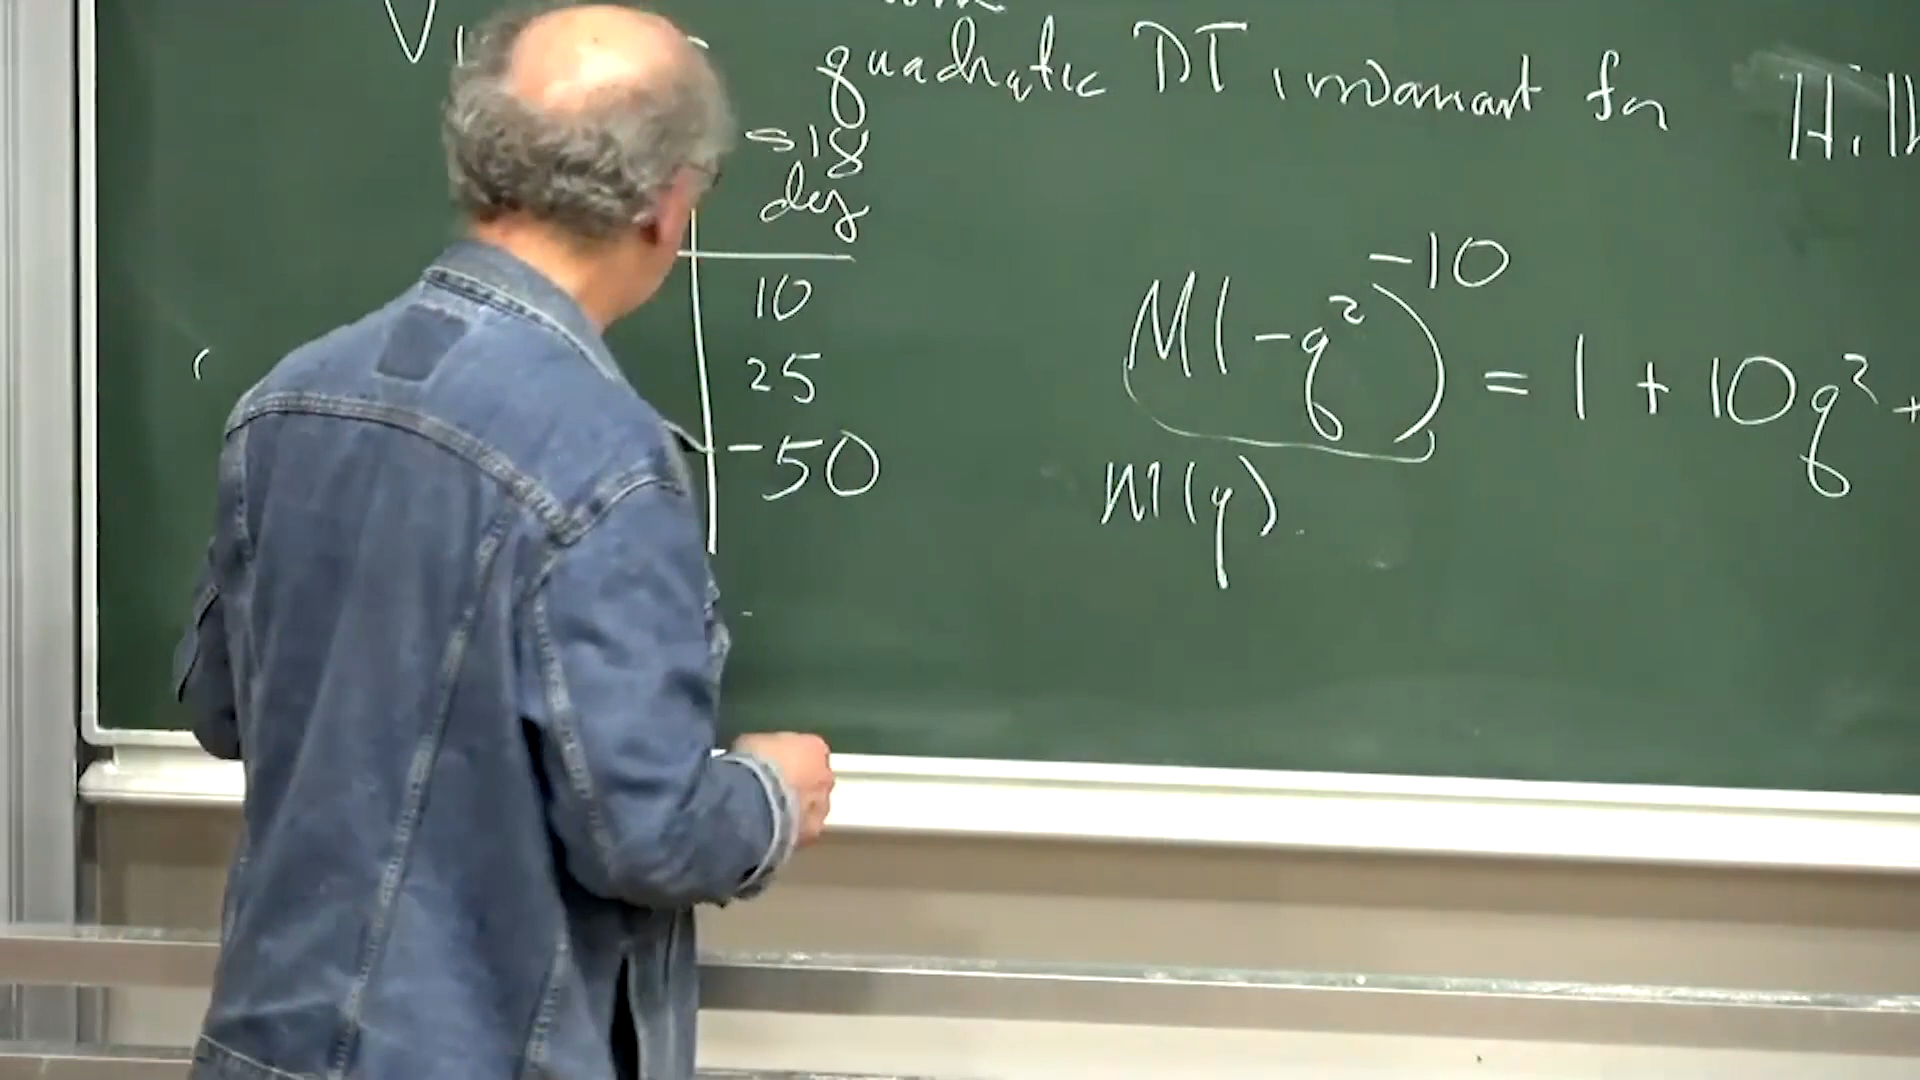 quadratic DT invariant for Hilb
sig
deg
10
25
-50
M(-q²)⁻¹⁰ = 1 + 10q² +
M(q).